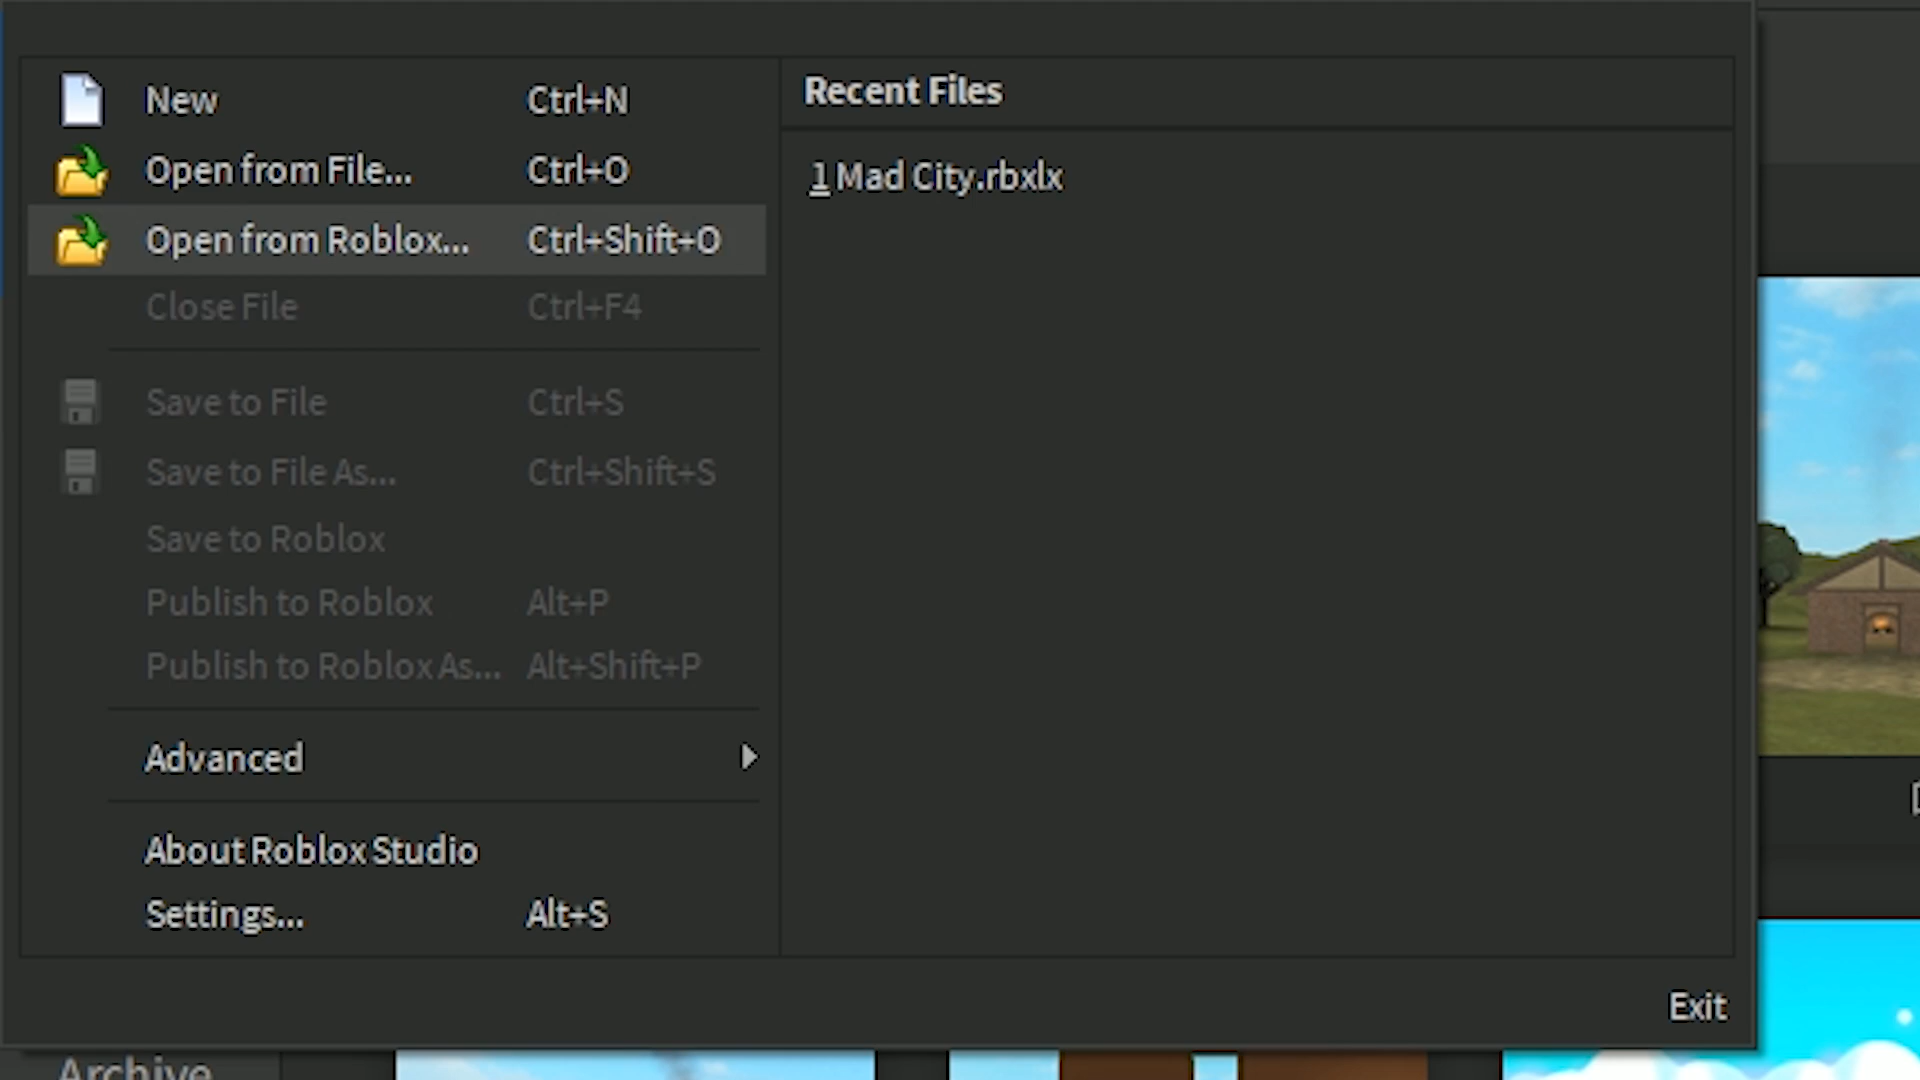 New Ctrl+N
Open from File... Ctrl+O
Open from Roblox... Ctrl+Shift+O
Close File Ctrl+F4
Save to File Ctrl+S
Save to File As... Ctrl+Shift+S
Save to Roblox
Publish to Roblox Alt+P
Publish to Roblox As... Alt+Shift+P
Advanced
About Roblox Studio
Settings... Alt+S
Recent Files
1 Mad City.rbxlx
Exit
Archive